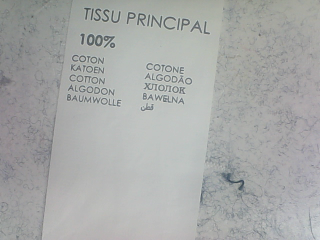 TISSU PRINCIPAL
100%
COTON
KATOEN
COTTON
ALGODON
BAUMWOLLE
COTONE
ALGODÃO
ХЛОПОК
BAWEŁNA
قطن